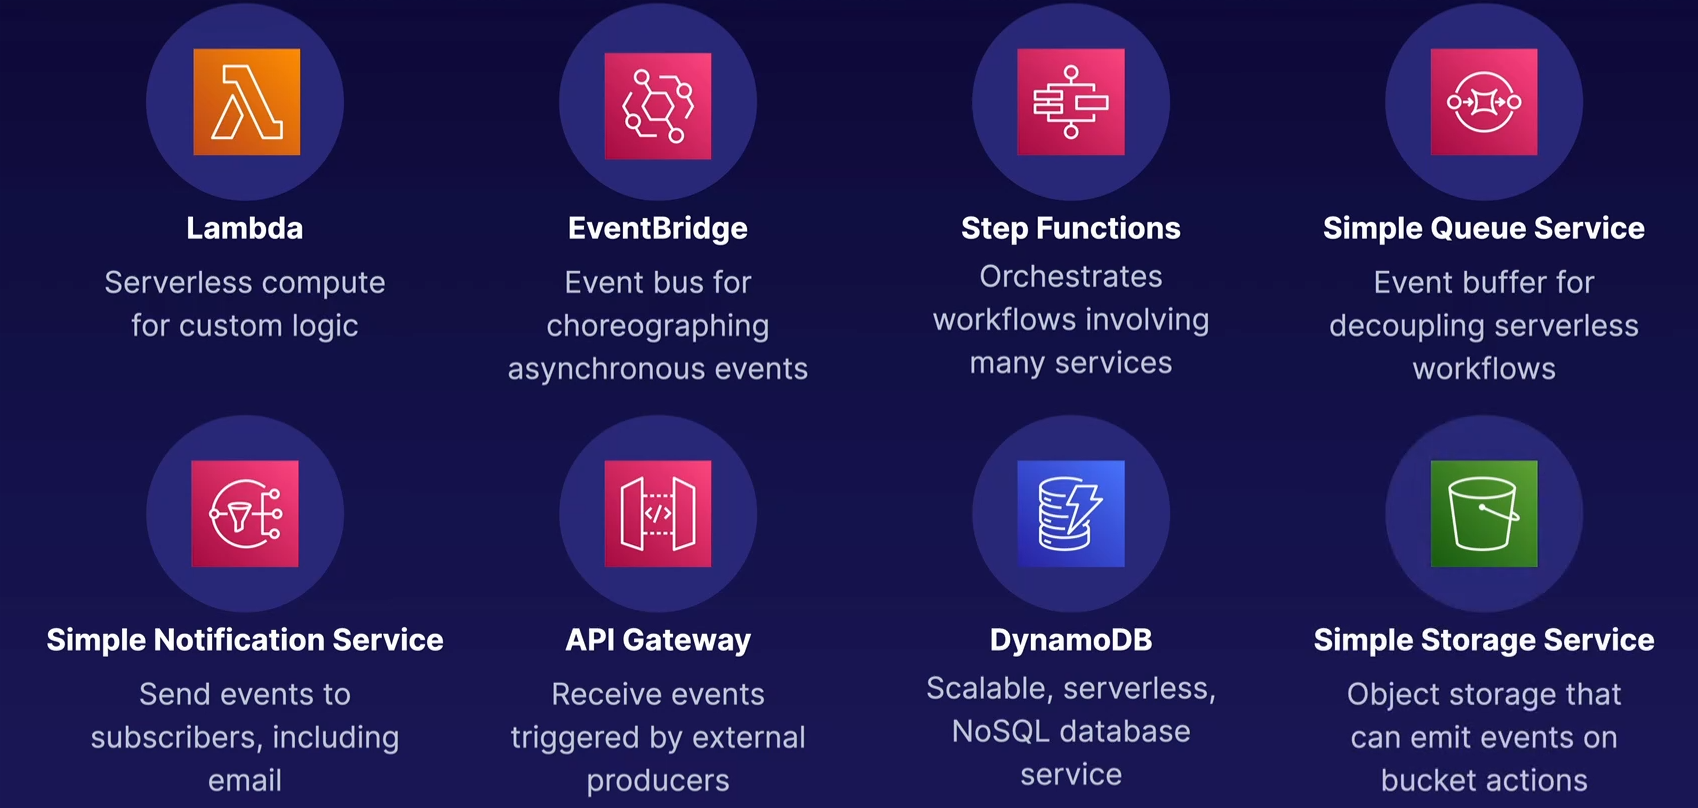 Lambda
Serverless compute
for custom logic
EventBridge
Event bus for
choreographing
asynchronous events
Step Functions
Orchestrates
workflows involving
many services
Simple Queue Service
Event buffer for
decoupling serverless
workflows
Simple Notification Service
Send events to
subscribers, including
email
API Gateway
</>
Receive events
triggered by external
producers
DynamoDB
Scalable, serverless,
NoSQL database
service
Simple Storage Service
Object storage that
can emit events on
bucket actions